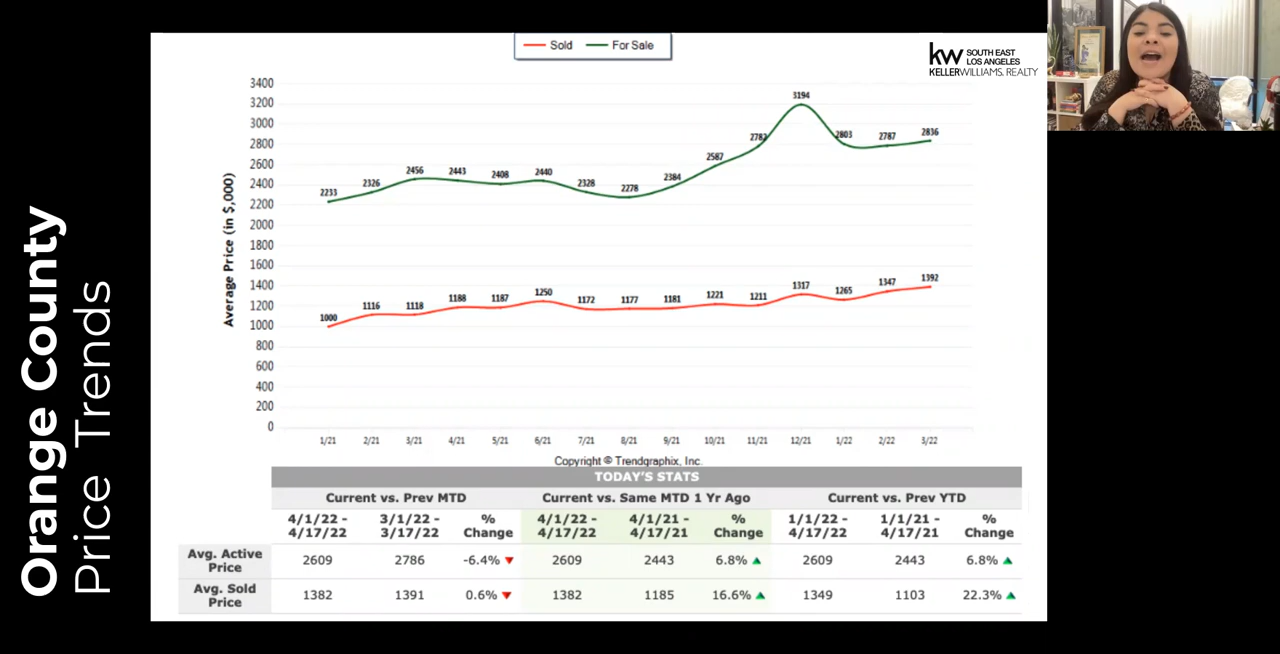 Orange County
Price Trends
Sold For Sale
kw SOUTH EAST
LOS ANGELES
KELLERWILLIAMS. REALTY
Average Price (in $,000)
3400
3200
3000
2800
2600
2400
2200
2000
1800
1600
1400
1200
1000
800
600
400
200
0
2233 2326 2456 2443 2408 2440 2328 2278 2384 2587 2782 3194 2803 2787 2836
1000 1116 1118 1188 1187 1250 1172 1177 1181 1221 1211 1317 1265 1347 1392
1/21 2/21 3/21 4/21 5/21 6/21 7/21 8/21 9/21 10/21 11/21 12/21 1/22 2/22 3/22
Copyright © Trendgraphix, Inc.
TODAY'S STATS
Current vs. Prev MTD Current vs. Same MTD 1 Yr Ago Current vs. Prev YTD
4/1/22 - 3/1/22 - % 4/1/22 - 4/1/21 - % 1/1/22 - 1/1/21 - %
4/17/22 3/17/22 Change 4/17/22 4/17/21 Change 4/17/22 4/17/21 Change
Avg. Active
Price 2609 2786 -6.4% ▼ 2609 2443 6.8% ▲ 2609 2443 6.8% ▲
Avg. Sold
Price 1382 1391 0.6% ▼ 1382 1185 16.6% ▲ 1349 1103 22.3% ▲